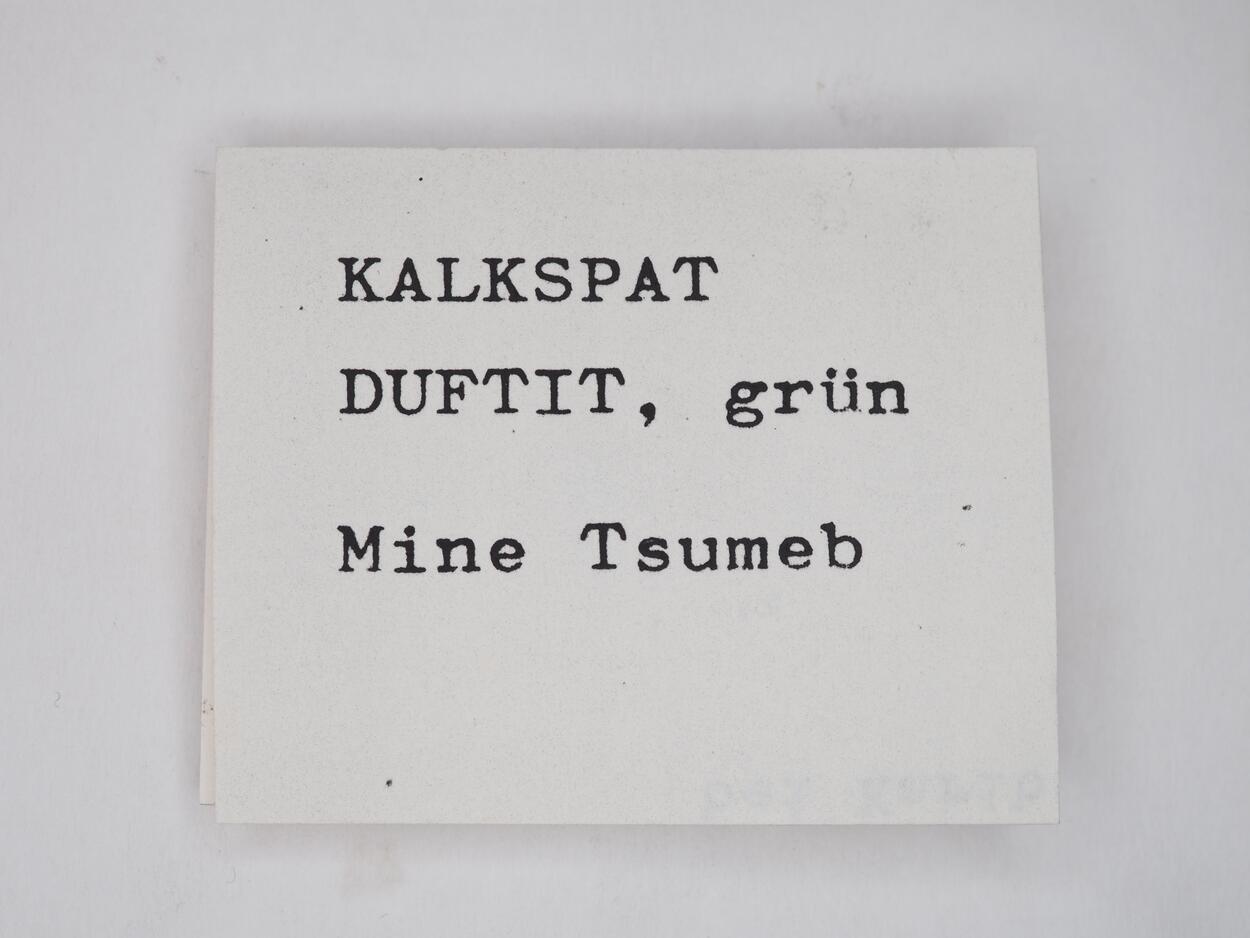 KALKSPAT
DUFTIT, grün
Mine Tsumeb